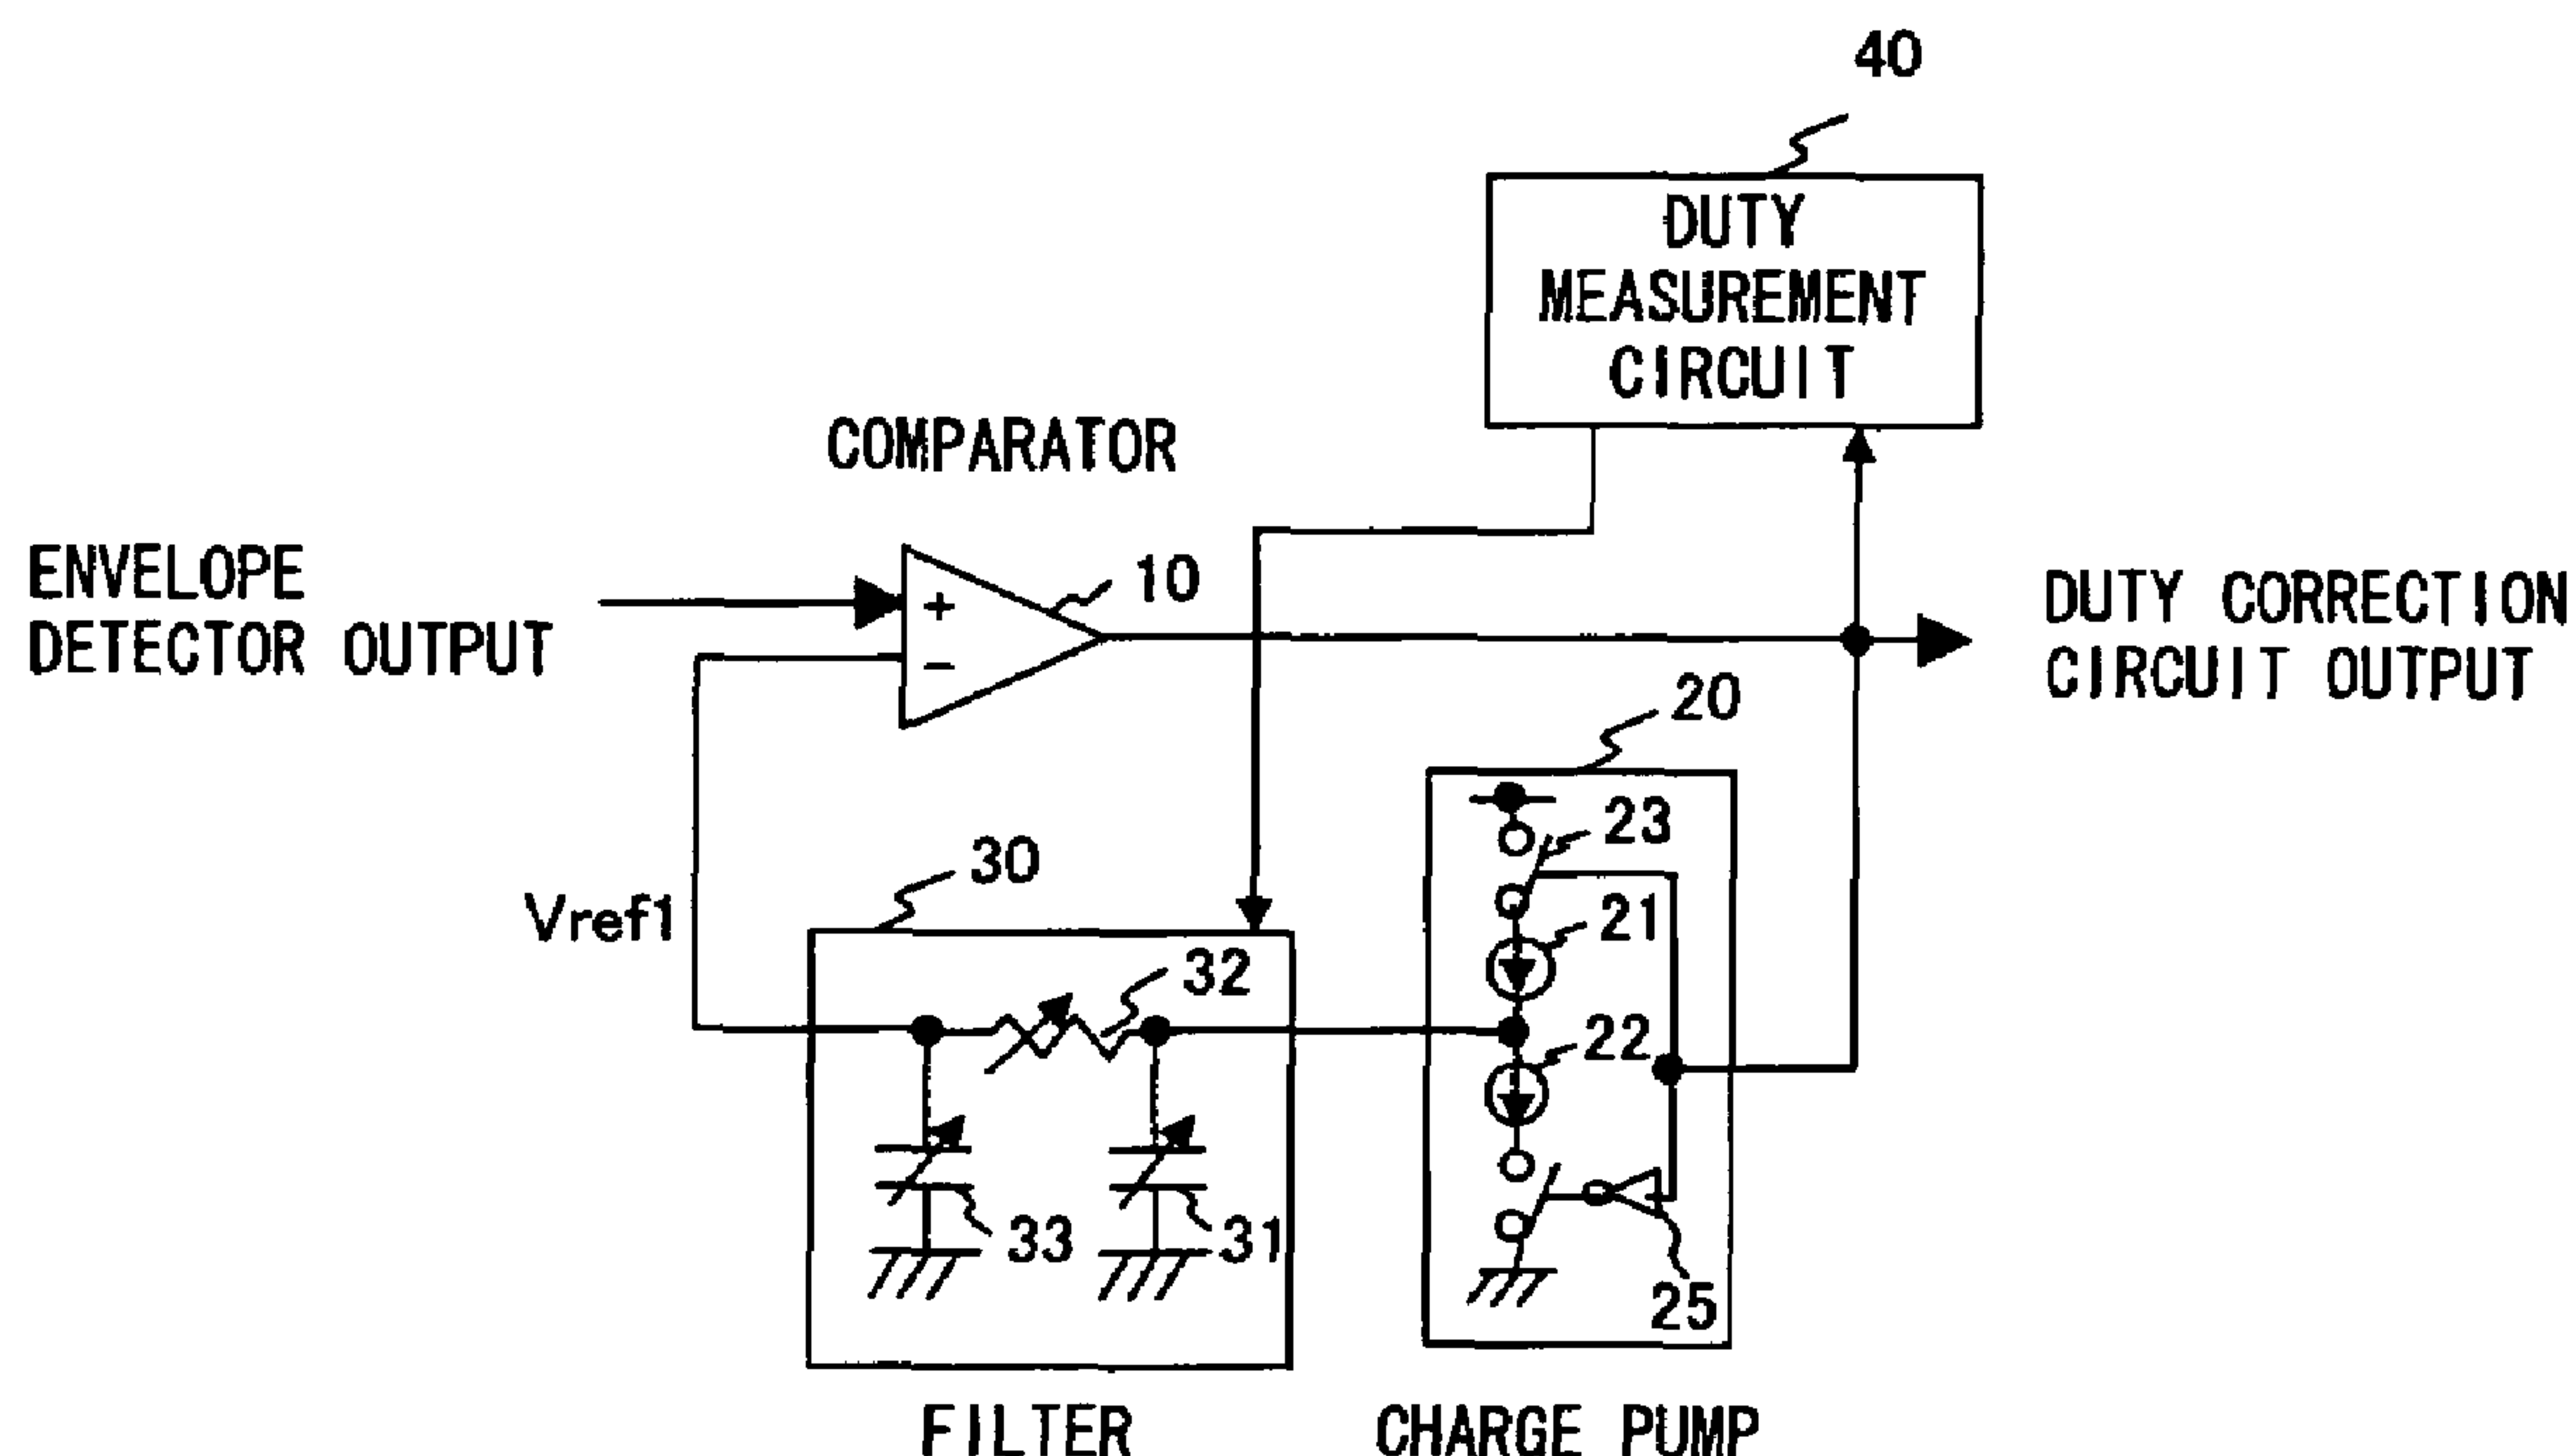 40
DUTY
MEASUREMENT
CIRCUIT
COMPARATOR
10
+
−
ENVELOPE
DETECTOR OUTPUT
DUTY CORRECTION
CIRCUIT OUTPUT
20
23
21
22
25
30
Vref1
32
33
31
FILTER
CHARGE PUMP